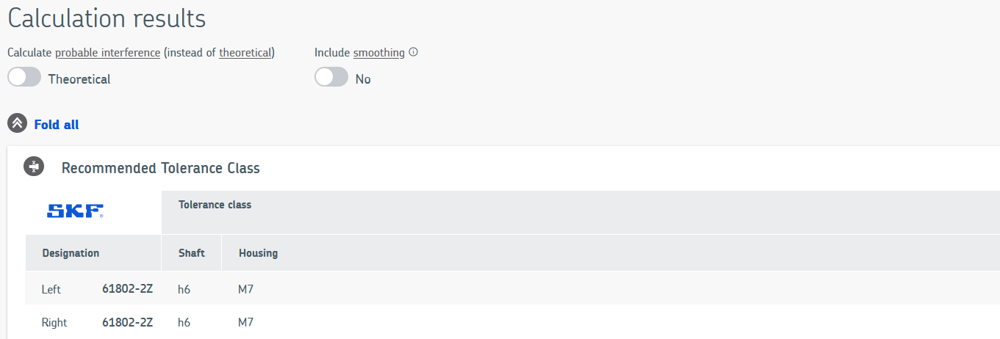 Calculation results
Calculate probable interference (instead of theoretical) Include smoothing
Theoretical No
Fold all
Recommended Tolerance Class
SKF® Tolerance class
Designation Shaft Housing
Left 61802-2Z h6 M7
Right 61802-2Z h6 M7